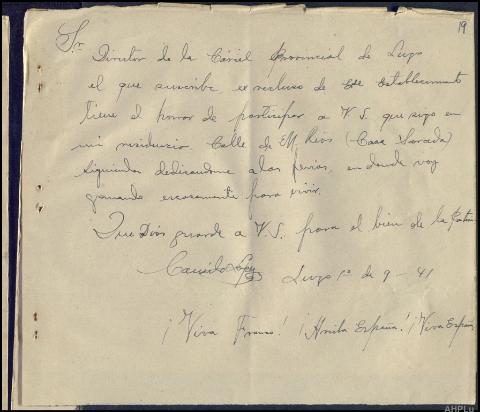 19
Sr Director de la Cárcel Provincial de Lugo
el que suscribe ex recluso de ese establecimiento
tiene el honor de participar a V.S. que sigo en
mi residencia Calle de M Rios (Casa
siguiendo dedicandome a las ferias, en donde voy
ganando escasamente para vivir.
Que Dios guarde a V.S. para el bien de la Patria
Camilo López Lugo 1º de 9 - 41
¡Viva Franco! ¡Arriba España! ¡Viva España
AHPLu